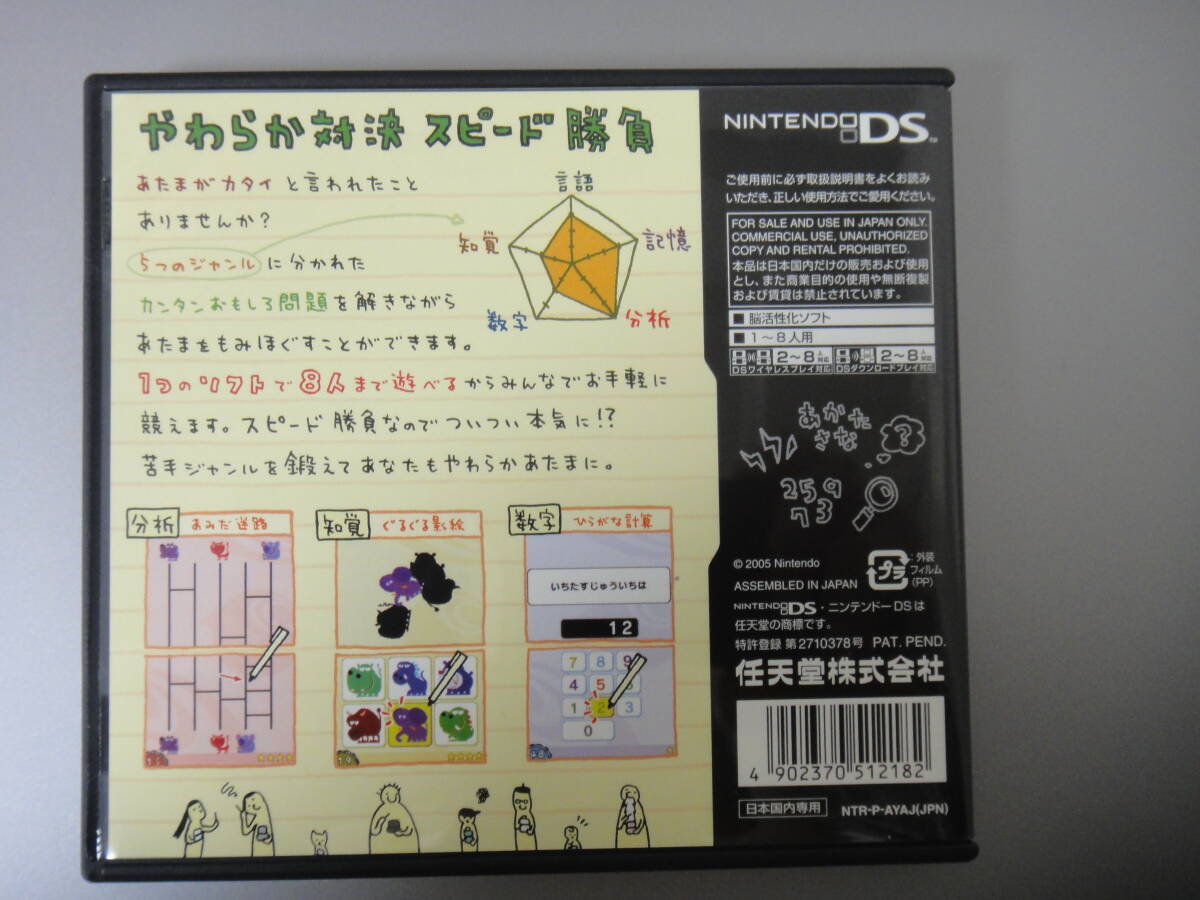 やわらか対決 スピード勝負
あたまがカタイと言われたこと
ありませんか?
5つのジャンルに分かれた
カンタンおもしろ問題を解きながら
あたまをもみほぐすことができます。
1つのソフトで8人まで遊べるからみんなでお手軽に
競えます。スピード勝負なのでついつい本気に!?
苦手ジャンルを鍛えてあなたもやわらかあたまに。
言語
知覚
記憶
数字
分析
分析 あみだ迷路
知覚 ぐるぐる影絵
数字 ひらがな計算
いちたすじゅういちは
12
7 8 9
4 5 6
1 2 3
0
NINTENDO DS™
ご使用前に必ず取扱説明書をよくお読み
いただき、正しい使用方法でご愛用ください。
FOR SALE AND USE IN JAPAN ONLY.
COMMERCIAL USE, UNAUTHORIZED
COPY AND RENTAL PROHIBITED.
本品は日本国内だけの販売および使用
とし、また商業目的の使用や無断複製
および賃貸は禁止されています。
■ 脳活性化ソフト
■ 1~8人用
2~8人対応
DSワイヤレスプレイ対応
2~8人対応
DSダウンロードプレイ対応
あかた
さな
?
259
73
© 2005 Nintendo
ASSEMBLED IN JAPAN
プラ
:外装
フィルム
(PP)
NINTENDO DS・ニンテンドーDSは
任天堂の商標です。
特許登録 第2710378号 PAT. PEND.
任天堂株式会社
4 902370 512182
日本国内専用
NTR-P-AYAJ(JPN)